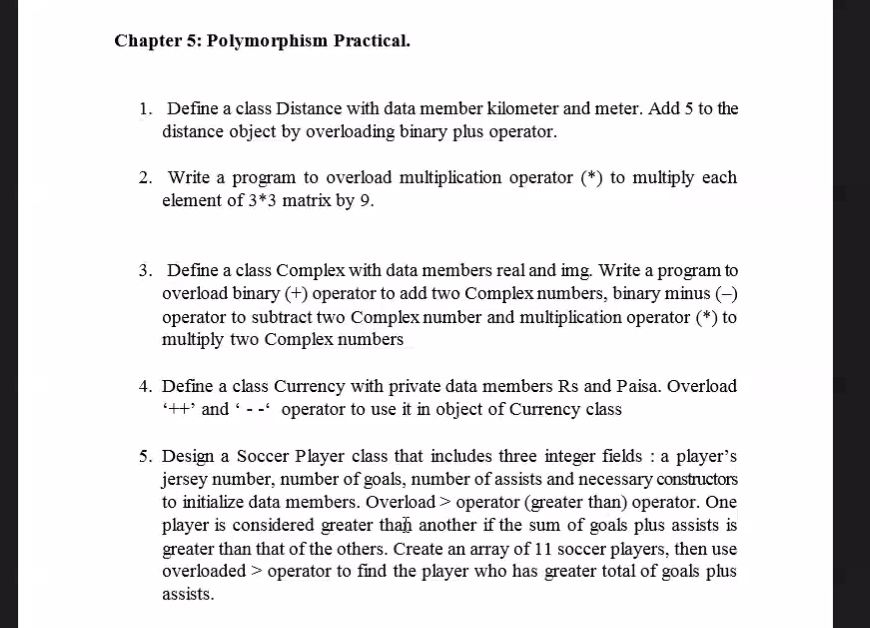 Chapter 5: Polymorphism Practical.
1. Define a class Distance with data member kilometer and meter. Add 5 to the
distance object by overloading binary plus operator.
2. Write a program to overload multiplication operator (*) to multiply each
element of 3*3 matrix by 9.
3. Define a class Complex with data members real and img. Write a program to
overload binary (+) operator to add two Complex numbers, binary minus (–)
operator to subtract two Complex number and multiplication operator (*) to
multiply two Complex numbers
4. Define a class Currency with private data members Rs and Paisa. Overload
‘++’ and ‘ - -‘ operator to use it in object of Currency class
5. Design a Soccer Player class that includes three integer fields : a player’s
jersey number, number of goals, number of assists and necessary constructors
to initialize data members. Overload > operator (greater than) operator. One
player is considered greater than another if the sum of goals plus assists is
greater than that of the others. Create an array of 11 soccer players, then use
overloaded > operator to find the player who has greater total of goals plus
assists.